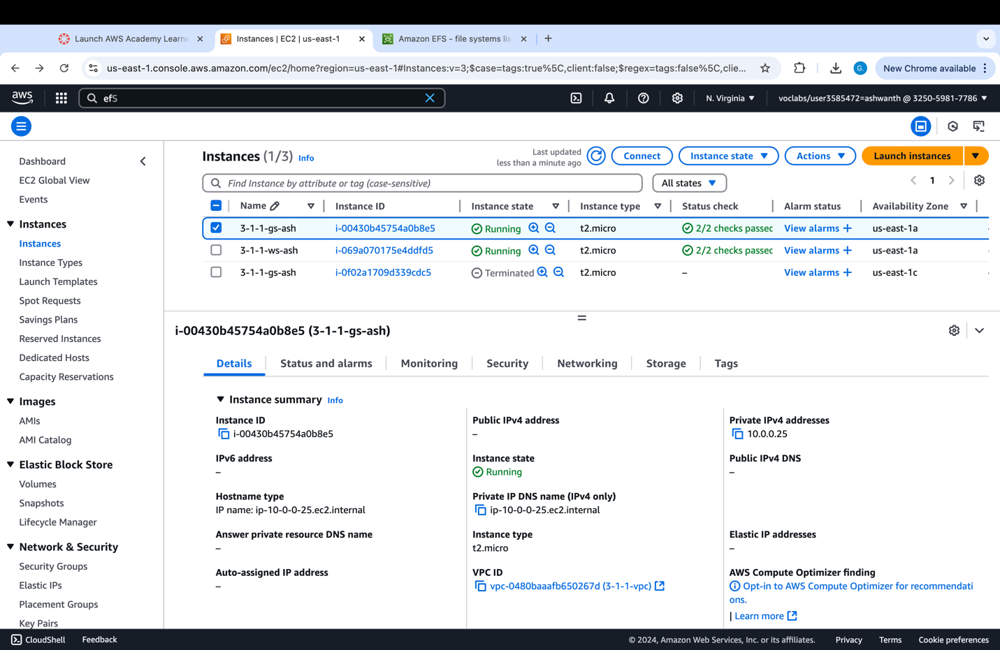 Launch AWS Academy Learne
Instances | EC2 | us-east-1
Amazon EFS - file systems lis
us-east-1.console.aws.amazon.com/ec2/home?region=us-east-1#Instances:v=3;$case=tags:true%5C,client:false;$regex=tags:false%5C,clie...
G.
New Chrome available
aws
efS
N. Virginia
voclabs/user3585472=ashwanth @ 3250-5981-7786
Dashboard
EC2 Global View
Events
Instances
Instances
Instance Types
Launch Templates
Spot Requests
Savings Plans
Reserved Instances
Dedicated Hosts
Capacity Reservations
Images
AMIs
AMI Catalog
Elastic Block Store
Volumes
Snapshots
Lifecycle Manager
Network & Security
Security Groups
Elastic IPs
Placement Groups
Key Pairs
Instances (1/3) Info
Last updated
less than a minute ago
Connect
Instance state
Actions
Launch instances
Find Instance by attribute or tag (case-sensitive)
All states
1
Name Instance ID Instance state Instance type Status check Alarm status Availability Zone
3-1-1-gs-ash i-00430b45754a0b8e5 Running t2.micro 2/2 checks passec View alarms + us-east-1a
3-1-1-ws-ash i-069a070175e4ddfd5 Running t2.micro 2/2 checks passec View alarms + us-east-1a
3-1-1-gs-ash i-0f02a1709d339cdc5 Terminated t2.micro – View alarms + us-east-1c
i-00430b45754a0b8e5 (3-1-1-gs-ash)
Details
Status and alarms
Monitoring
Security
Networking
Storage
Tags
Instance summary Info
Instance ID
i-00430b45754a0b8e5
Public IPv4 address
–
Private IPv4 addresses
10.0.0.25
IPv6 address
–
Instance state
Running
Public IPv4 DNS
–
Hostname type
IP name: ip-10-0-0-25.ec2.internal
Private IP DNS name (IPv4 only)
ip-10-0-0-25.ec2.internal
Answer private resource DNS name
–
Instance type
t2.micro
Elastic IP addresses
–
Auto-assigned IP address
–
VPC ID
vpc-0480baaafb650267d (3-1-1-vpc)
AWS Compute Optimizer finding
Opt-in to AWS Compute Optimizer for recommendati
ons.
| Learn more
CloudShell
Feedback
© 2024, Amazon Web Services, Inc. or its affiliates.
Privacy
Terms
Cookie preferences